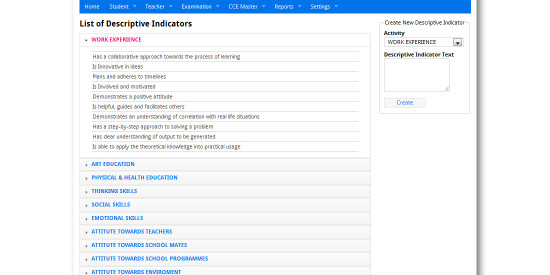 Home Student Teacher Examination CCE Master Reports Settings
List of Descriptive Indicators
WORK EXPERIENCE
Has a collaborative approach towards the process of learning
Is Innovative in ideas
Plans and adheres to timelines
Is Involved and motivated
Demonstrates a positive attitude
Is helpful, guides and facilitates others
Demonstrates an understanding of correlation with real life situations
Has a step-by-step approach to solving a problem
Has clear understanding of output to be generated
Is able to apply the theoretical knowledge into practical usage
ART EDUCATION
PHYSICAL & HEALTH EDUCATION
THINKING SKILLS
SOCIAL SKILLS
EMOTIONAL SKILLS
ATTITUTE TOWARDS TEACHERS
ATTITUTE TOWARDS SCHOOL MATES
ATTITUTE TOWARDS SCHOOL PROGRAMMES
ATTITUTE TOWARDS ENVIROMENT
Create New Descriptive Indicator
Activity
WORK EXPERIENCE
Descriptive Indicator Text
Create